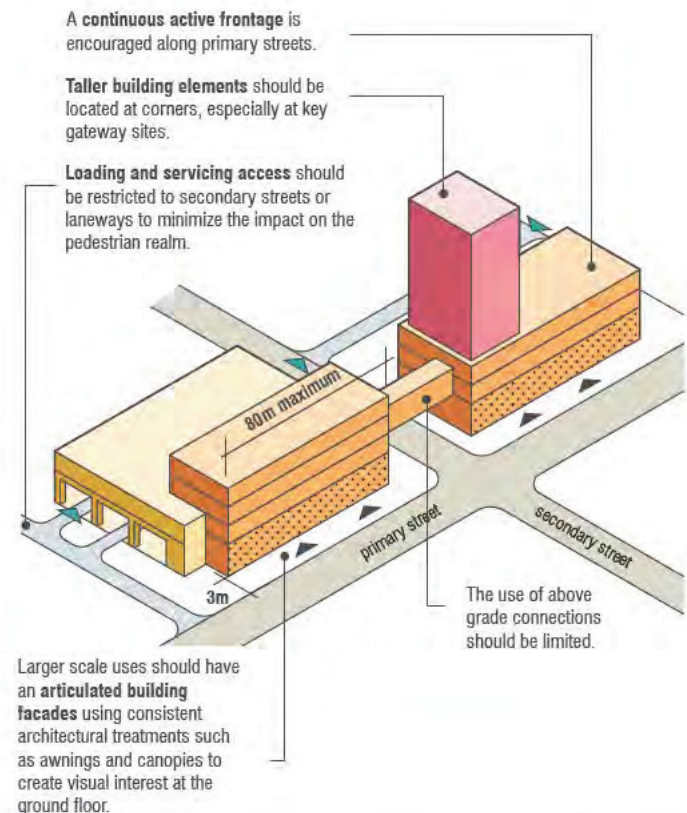 A continuous active frontage is
encouraged along primary streets.
Taller building elements should be
located at corners, especially at key
gateway sites.
Loading and servicing access should
be restricted to secondary streets or
laneways to minimize the impact on the
pedestrian realm.
80m maximum
primary street
secondary street
3m
The use of above
grade connections
should be limited.
Larger scale uses should have
an articulated building
facades using consistent
architectural treatments such
as awnings and canopies to
create visual interest at the
ground floor.